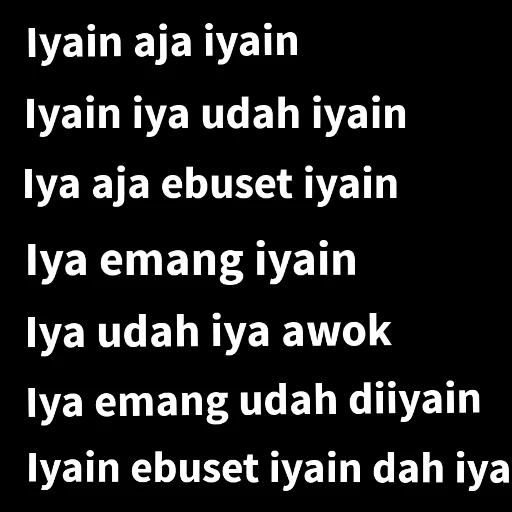 Iyain aja iyain
Iyain iya udah iyain
Iya aja ebuset iyain
Iya emang iyain
Iya udah iya awok
Iya emang udah diiyain
Iyain ebuset iyain dah iya